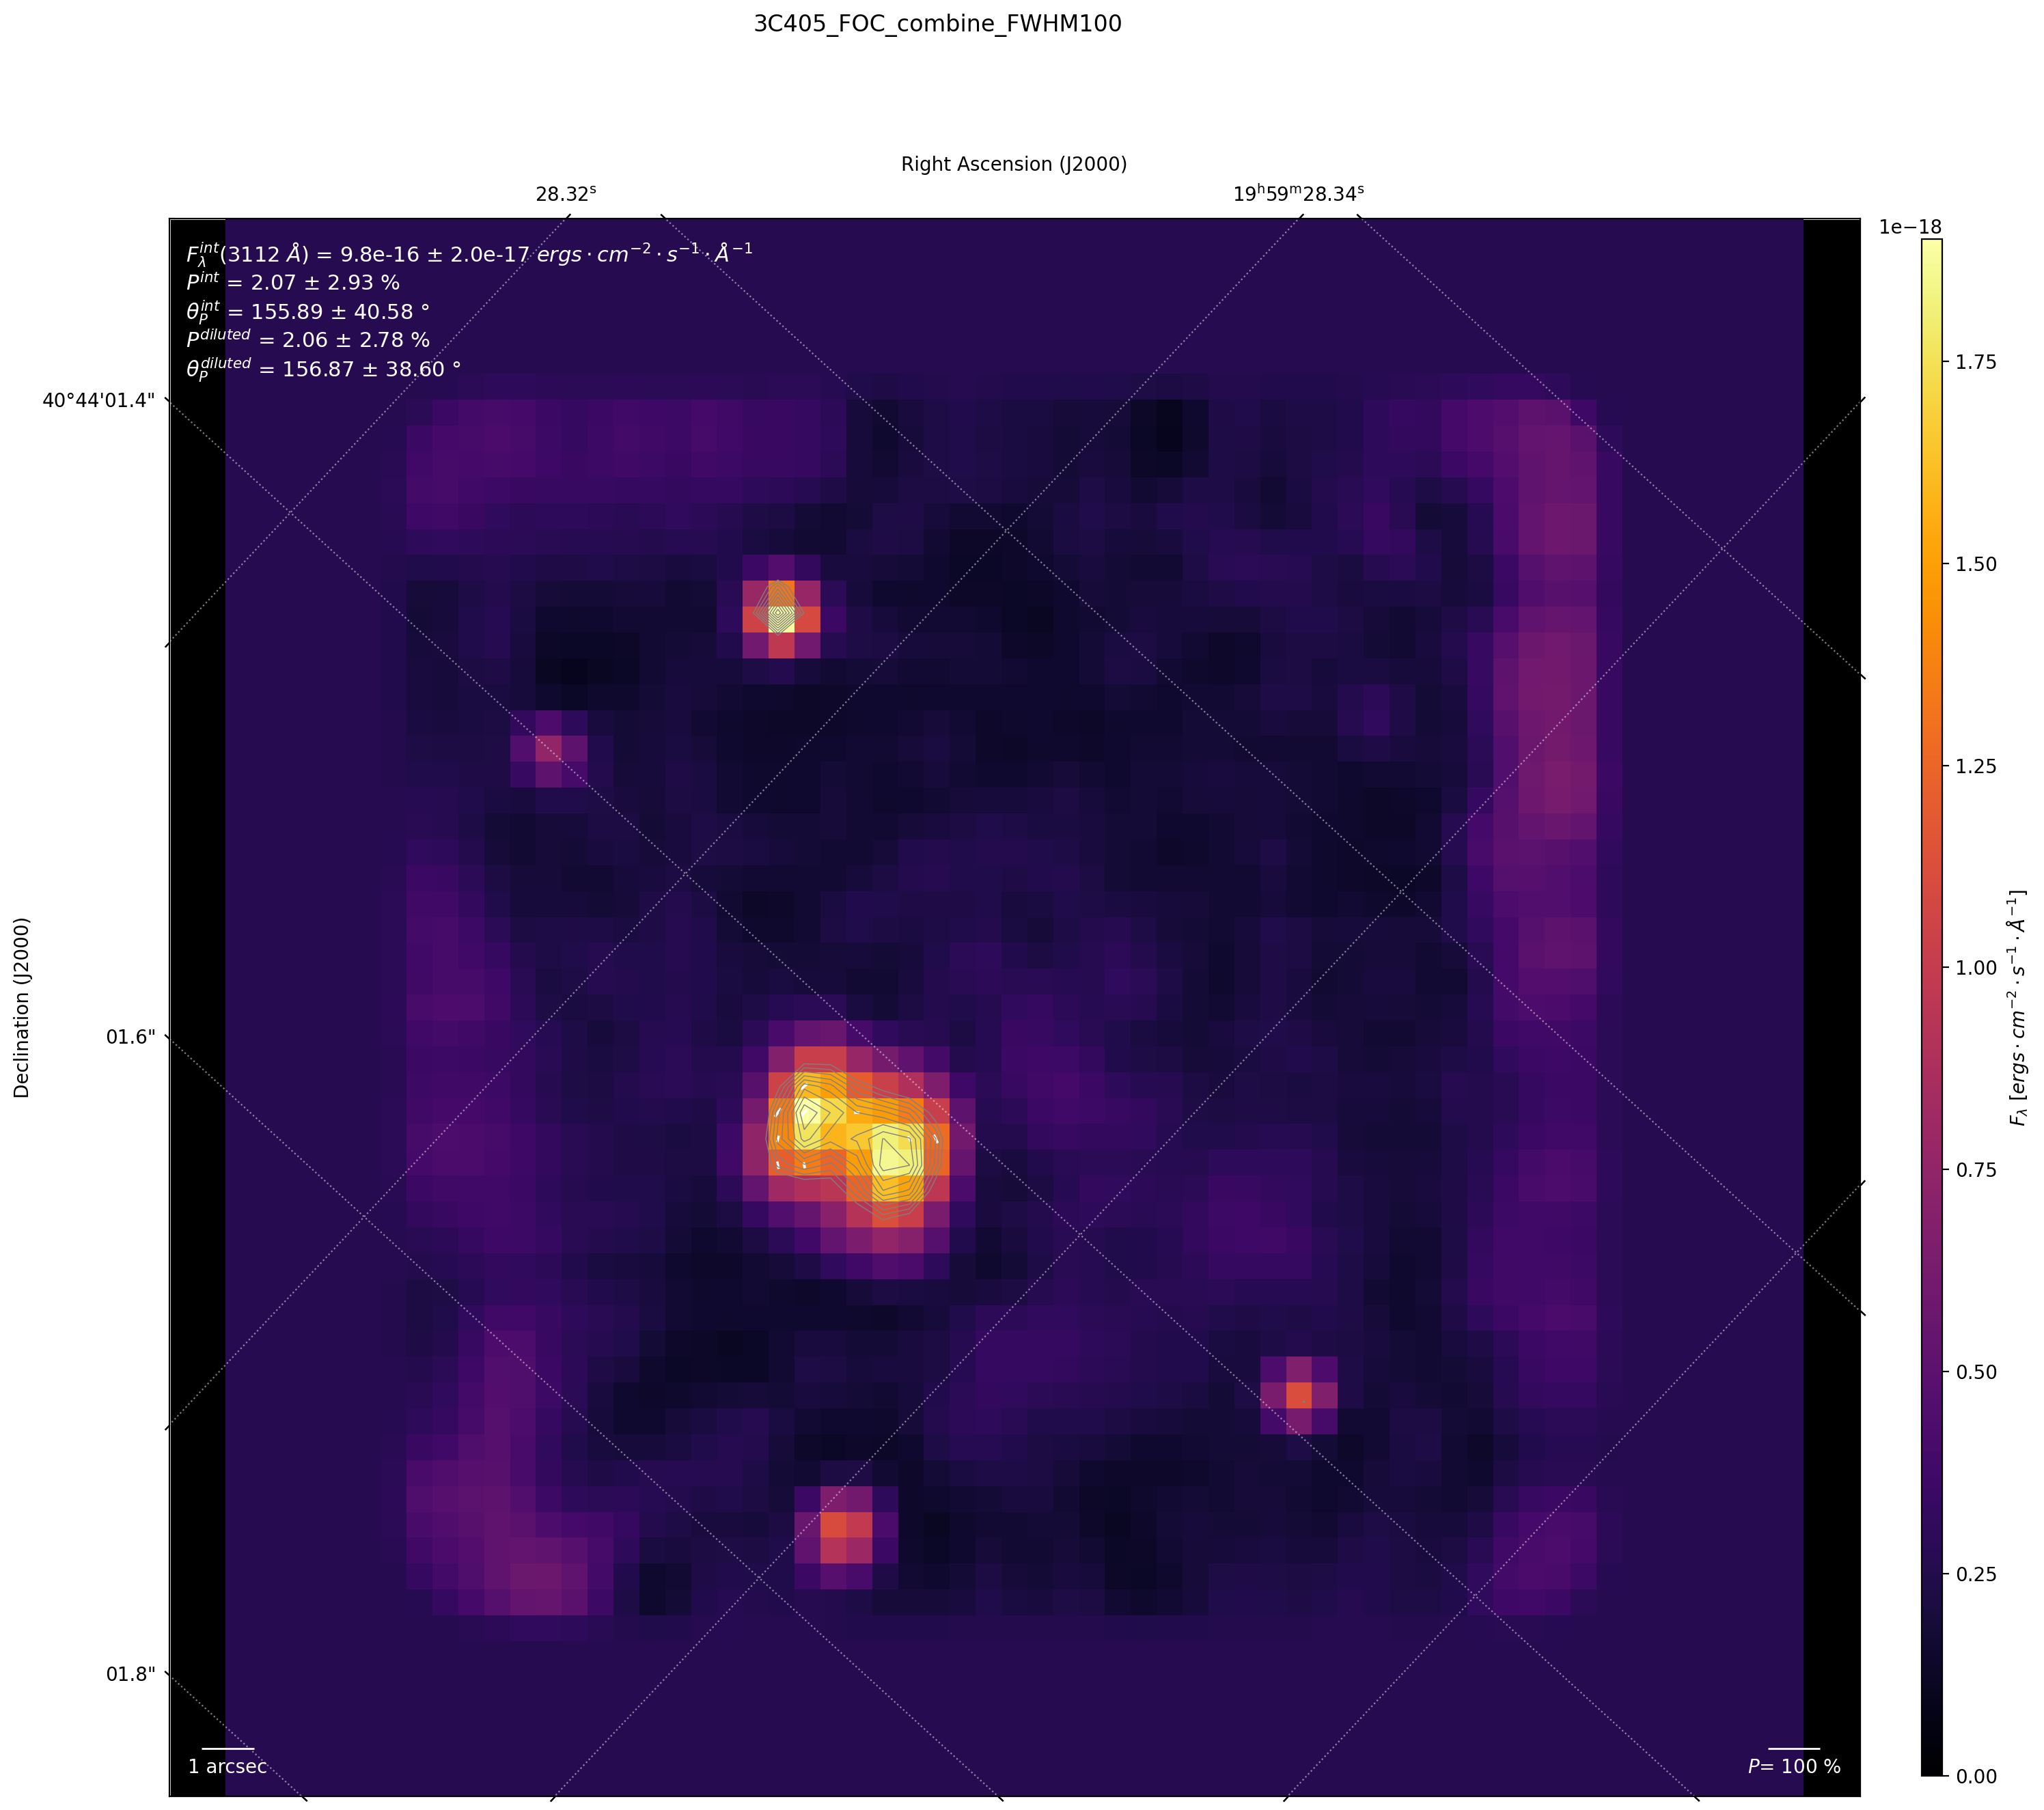 3C405_FOC_combine_FWHM100
Right Ascension (J2000)
28.32ˢ
19ʰ59ᵐ28.34ˢ
1e−18
F_λ^int(3112 Å) = 9.8e-16 ± 2.0e-17 ergs · cm⁻² · s⁻¹ · Å⁻¹
P^int = 2.07 ± 2.93 %
θ_P^int = 155.89 ± 40.58 °
P^diluted = 2.06 ± 2.78 %
θ_P^diluted = 156.87 ± 38.60 °
40°44'01.4"
01.6"
01.8"
Declination (J2000)
1 arcsec
P= 100 %
1.75
1.50
1.25
1.00
0.75
0.50
0.25
0.00
F_λ [ergs · cm⁻² · s⁻¹ · Å⁻¹]